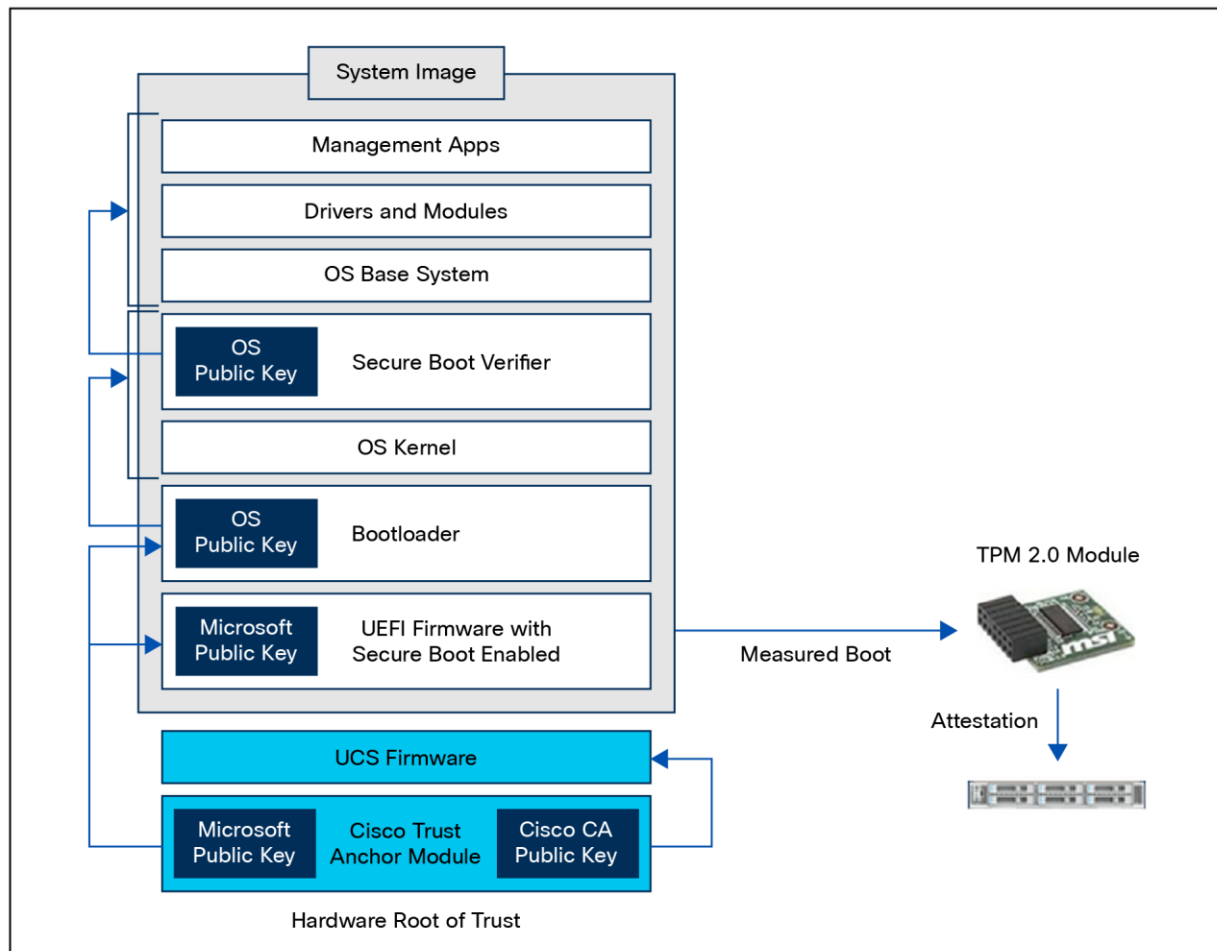 System Image
Management Apps
Drivers and Modules
OS Base System
OS
Public Key
Secure Boot Verifier
OS Kernel
OS
Public Key
Bootloader
Microsoft
Public Key
UEFI Firmware with
Secure Boot Enabled
UCS Firmware
Microsoft
Public Key
Cisco Trust
Anchor Module
Cisco CA
Public Key
Hardware Root of Trust
Measured Boot
TPM 2.0 Module
msi
Attestation